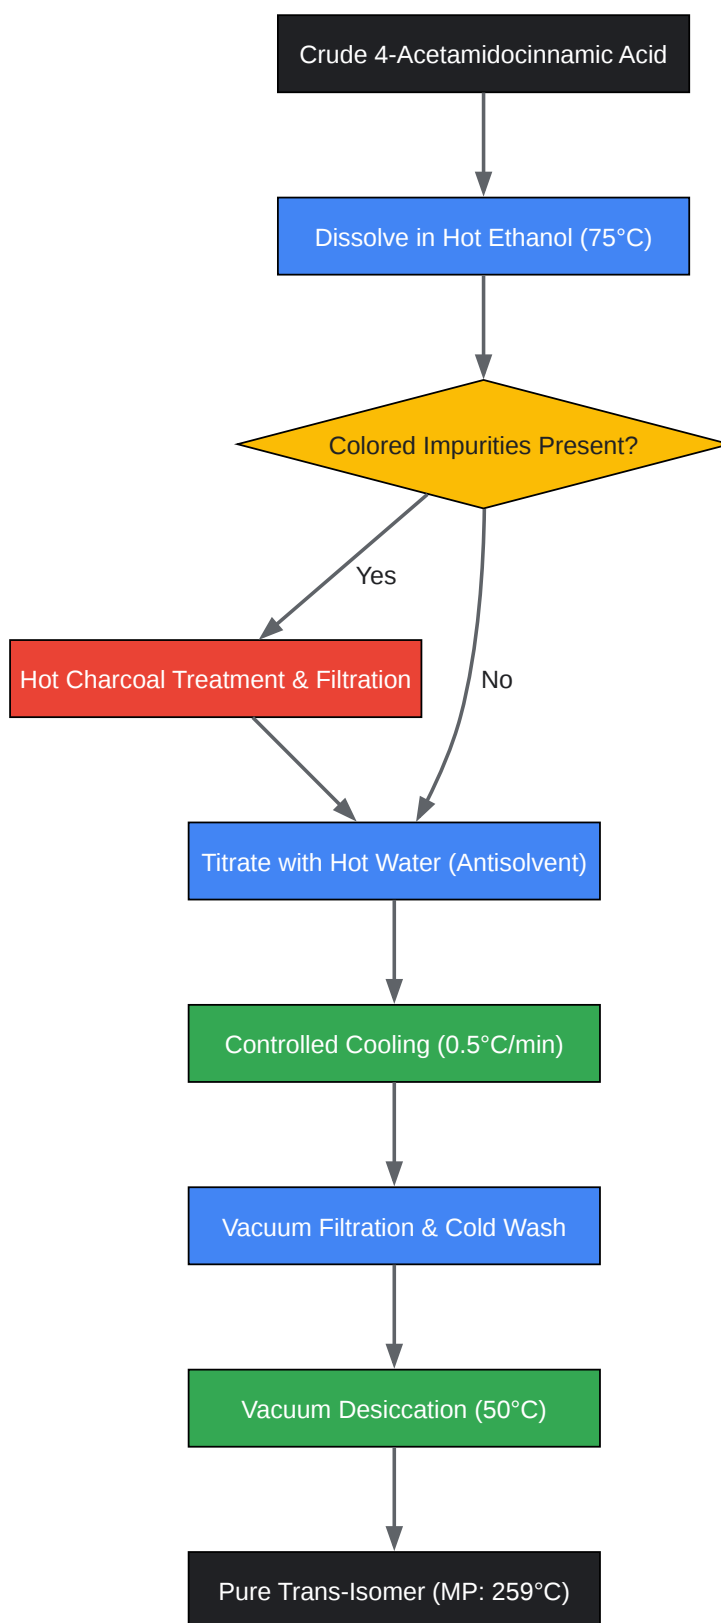 Crude 4-Acetamidocinnamic Acid
Dissolve in Hot Ethanol (75°C)
Colored Impurities Present?
Yes
Hot Charcoal Treatment & Filtration
No
Titrate with Hot Water (Antisolvent)
Controlled Cooling (0.5°C/min)
Vacuum Filtration & Cold Wash
Vacuum Desiccation (50°C)
Pure Trans-Isomer (MP: 259°C)